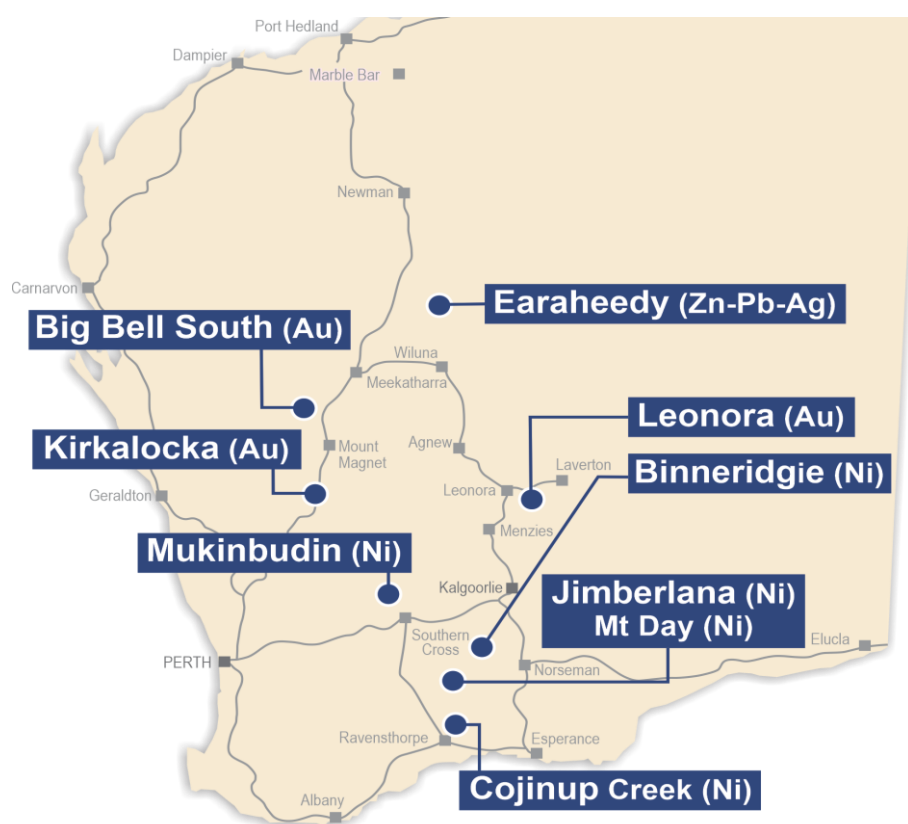 Port Hedland
Dampier
Marble Bar
Newman
Carnarvon
Earaheedy (Zn-Pb-Ag)
Big Bell South (Au)
Wiluna
Meekatharra
Leonora (Au)
Kirkalocka (Au)
Mount
Magnet
Agnew
Laverton
Binneridgie (Ni)
Geraldton
Leonora
Menzies
Mukinbudin (Ni)
Kalgoorlie
Jimberlana (Ni)
Mt Day (Ni)
Southern
Cross
Elucla
PERTH
Norseman
Ravensthorpe
Esperance
Cojinup Creek (Ni)
Albany